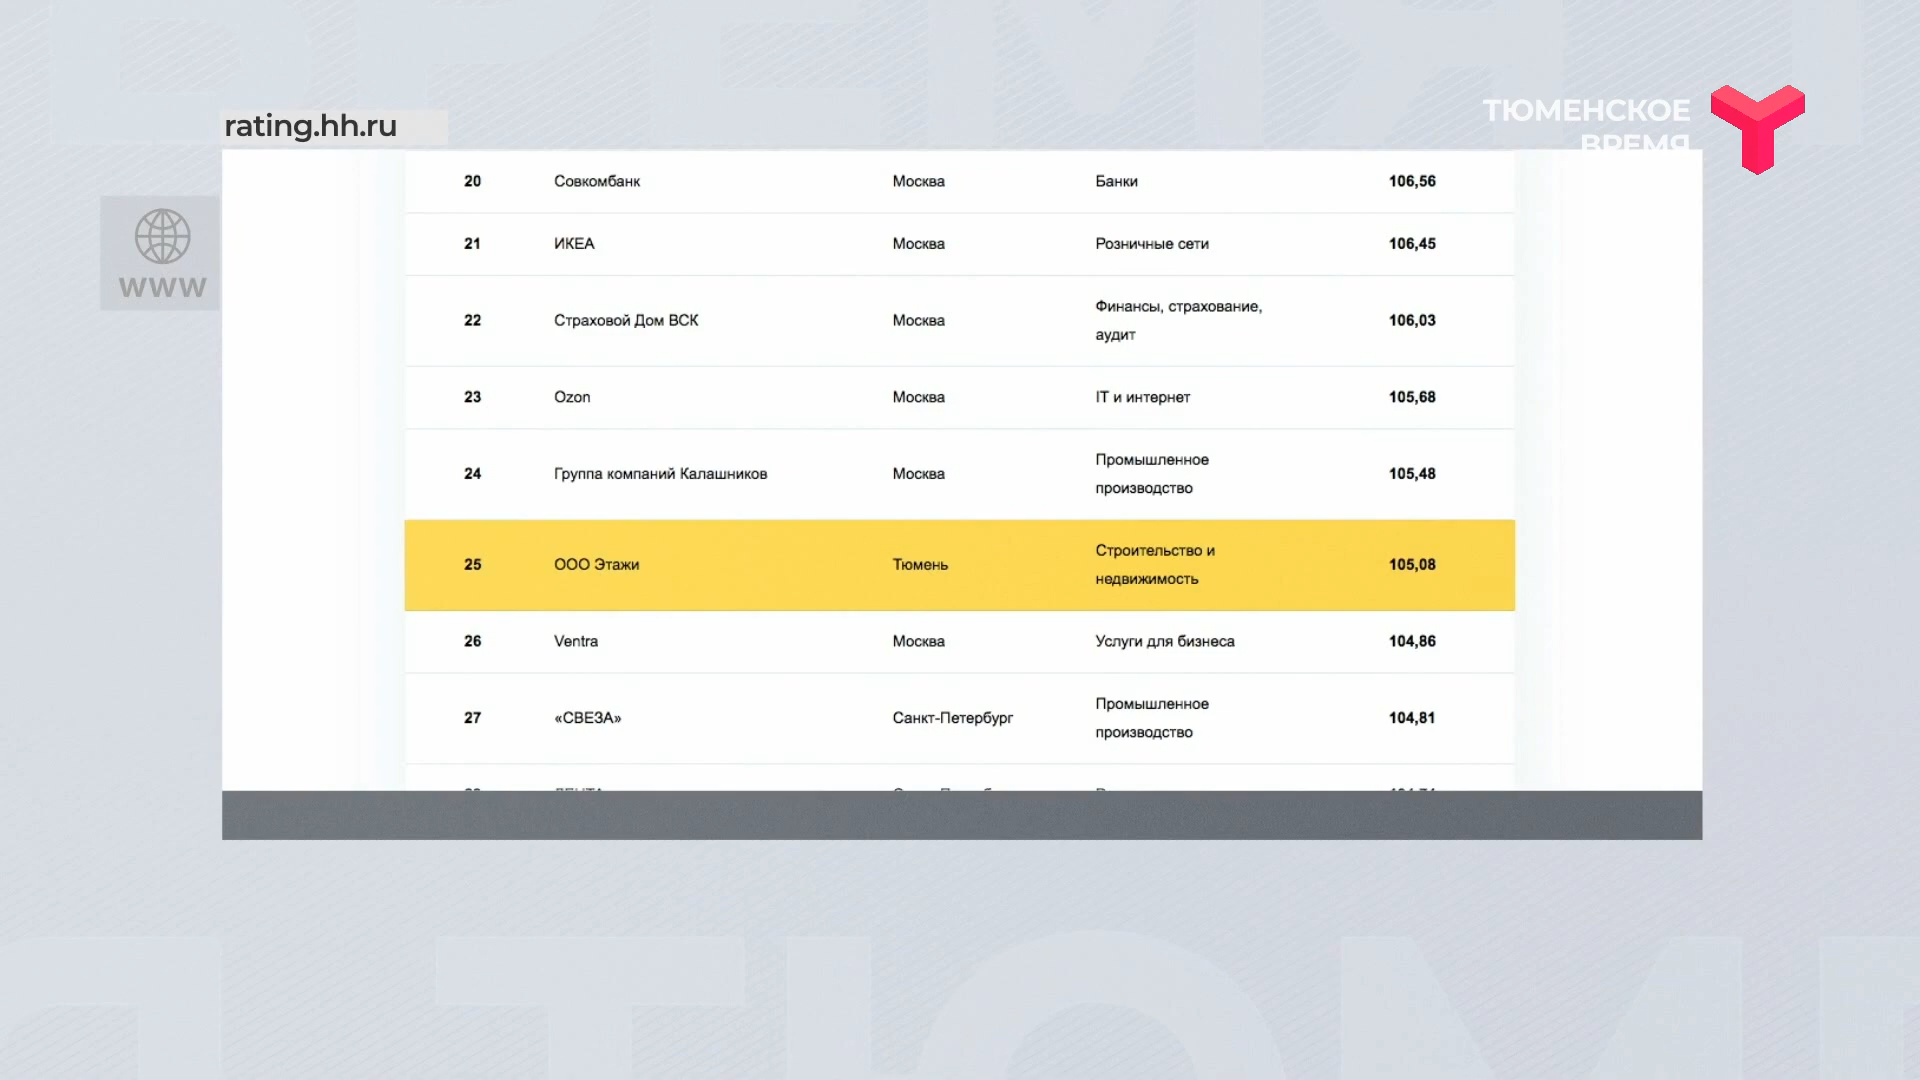 ВРЕМЯ
rating.hh.ru
ТЮМЕНСКОЕ
ВРЕМЯ
www
20 Совкомбанк Москва Банки 106,56
21 ИКЕА Москва Розничные сети 106,45
22 Страховой Дом ВСК Москва Финансы, страхование, аудит 106,03
23 Ozon Москва IT и интернет 105,68
24 Группа компаний Калашников Москва Промышленное производство 105,48
25 ООО Этажи Тюмень Строительство и недвижимость 105,08
26 Ventra Москва Услуги для бизнеса 104,86
27 «СВЕЗА» Санкт-Петербург Промышленное производство 104,81